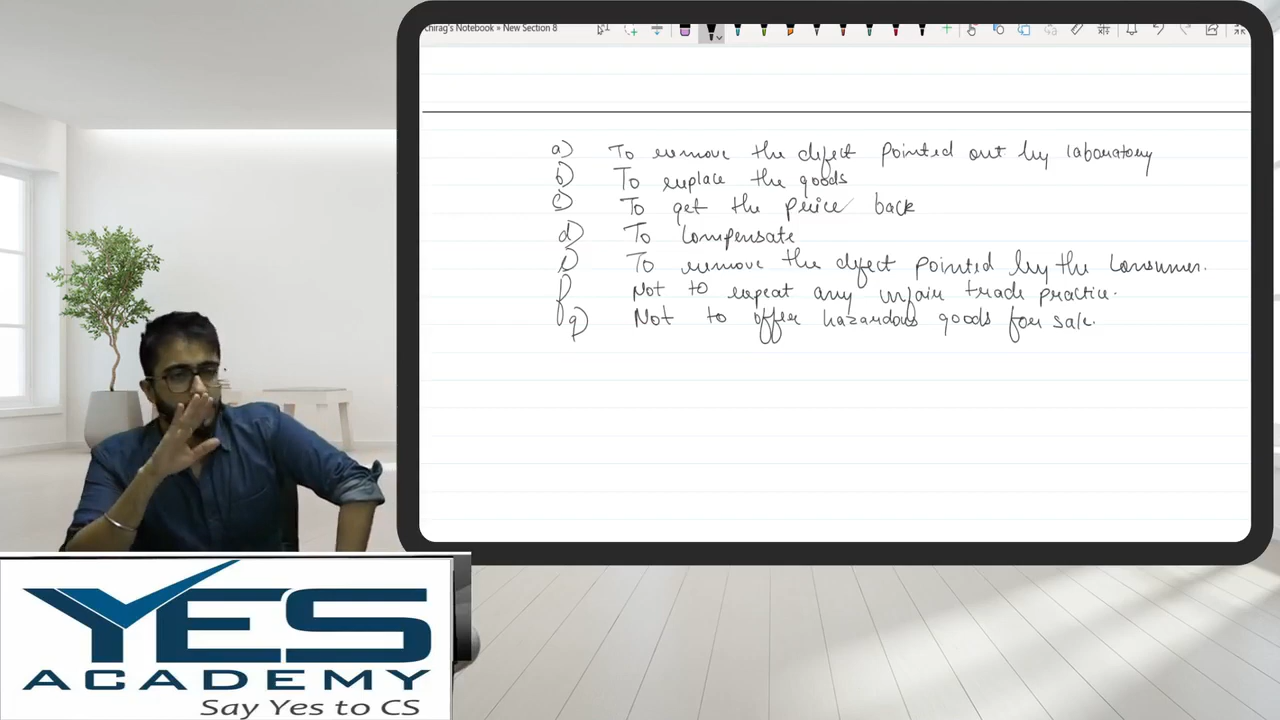 chirag's Notebook » New Section 8
a) To remove the defect pointed out by laboratory
b) To replace the goods
c) To get the price back
d) To compensate
e) To remove the defect pointed by the consumer.
f Not to repeat any unfair trade practice.
g) Not to offer hazardous goods for sale.
YES
ACADEMY
Say Yes to CS